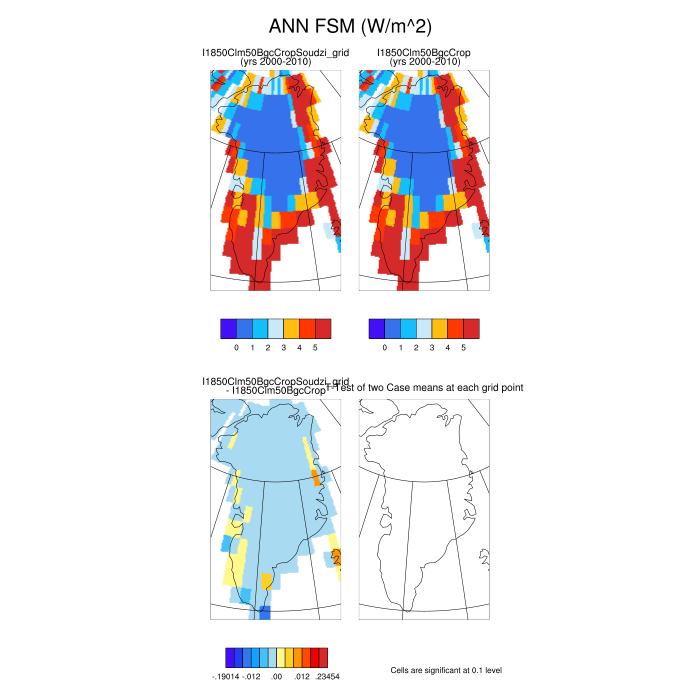 ANN FSM (W/m^2)
I1850Clm50BgcCropSoudzi_grid
(yrs 2000-2010)
I1850Clm50BgcCrop
(yrs 2000-2010)
0 1 2 3 4 5
0 1 2 3 4 5
I1850Clm50BgcCropSoudzi_grid
- I1850Clm50BgcCrop
T-Test of two Case means at each grid point
-.19014 -.012 .00 .012 .23454
Cells are significant at 0.1 level